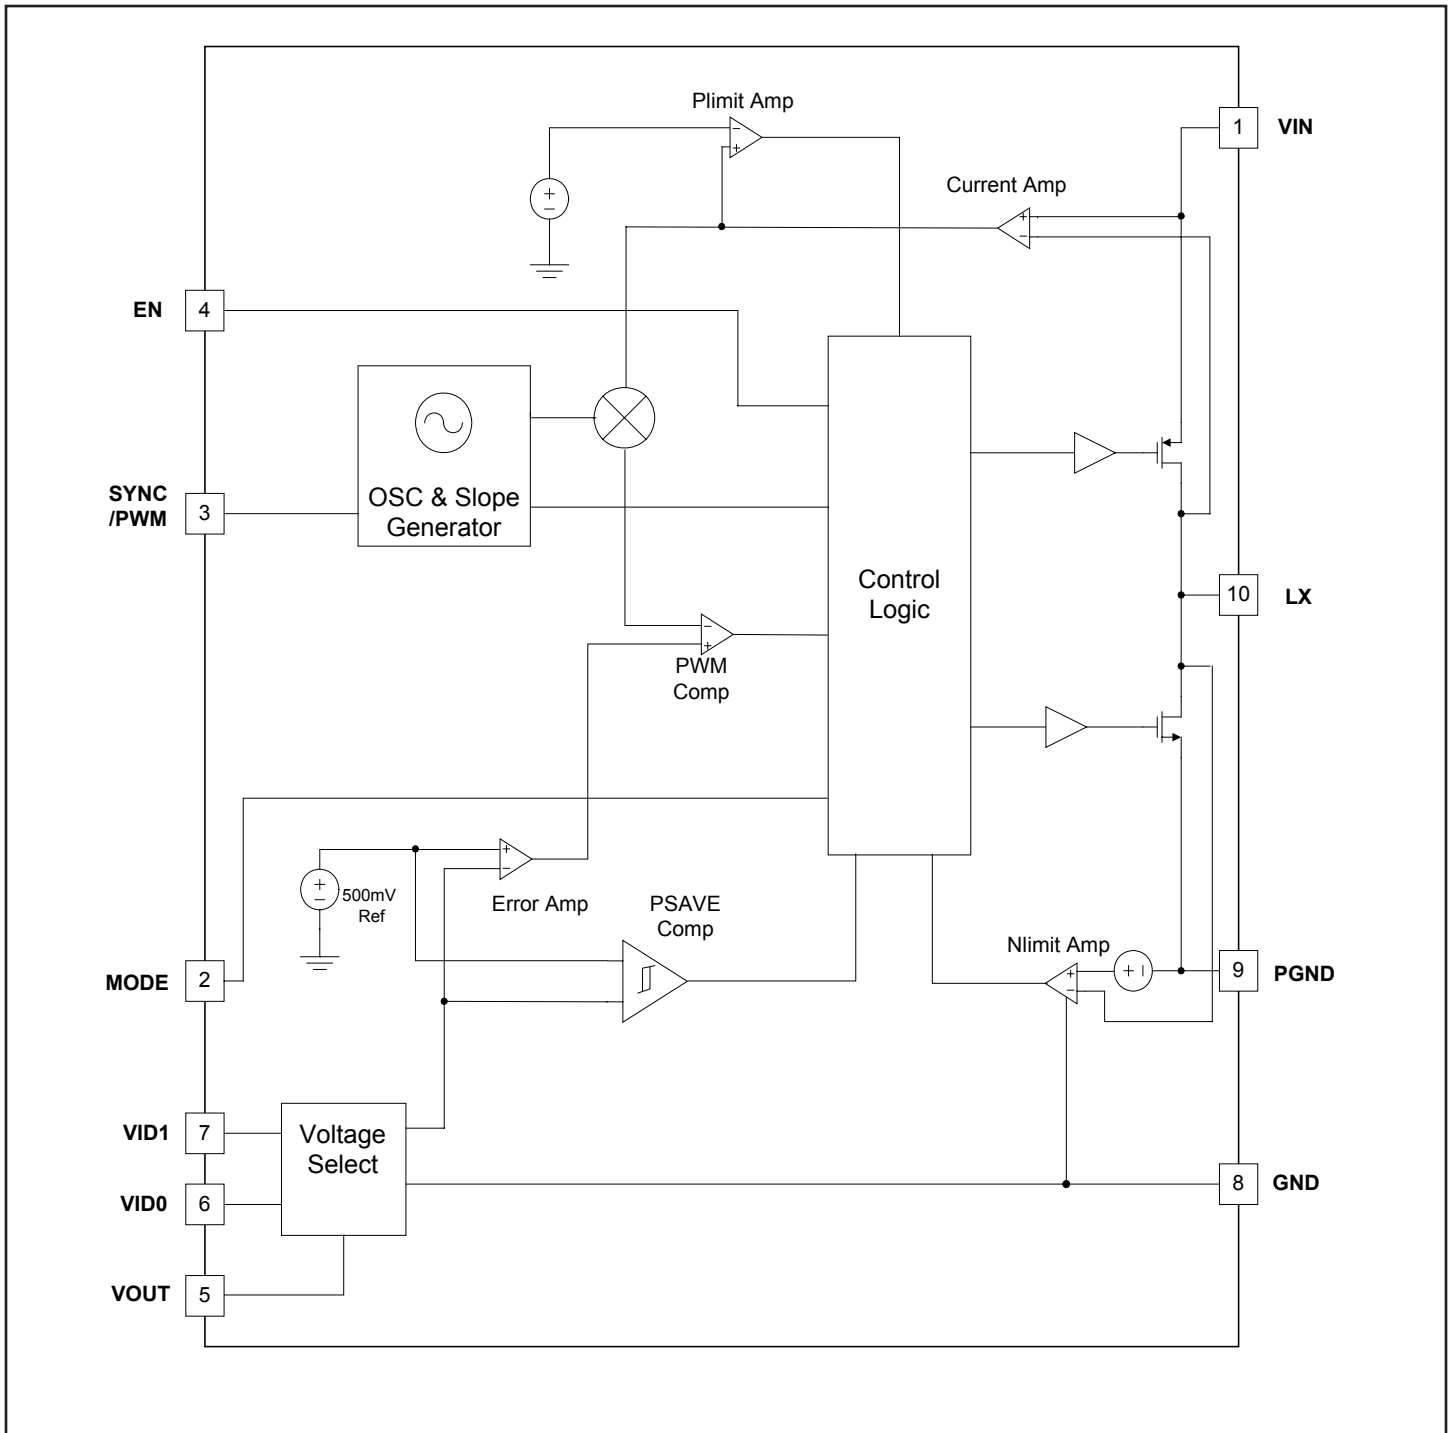 Plimit Amp
1
VIN
Current Amp
EN
4
SYNC
/PWM
3
OSC & Slope
Generator
Control
Logic
10
LX
PWM
Comp
500mV
Ref
Error Amp
PSAVE
Comp
Nlimit Amp
MODE
2
9
PGND
VID1
7
Voltage
Select
VID0
6
8
GND
VOUT
5